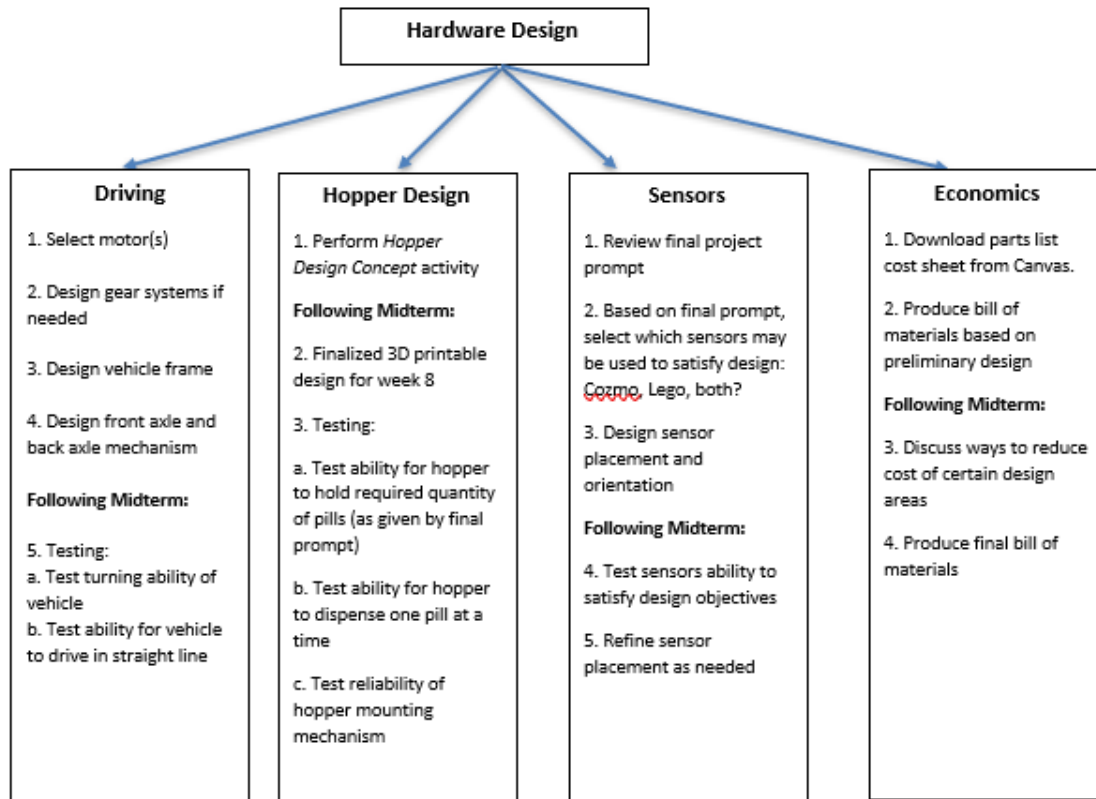 Hardware Design
Driving
1. Select motor(s)
2. Design gear systems if
needed
3. Design vehicle frame
4. Design front axle and
back axle mechanism
Following Midterm:
5. Testing:
a. Test turning ability of
vehicle
b. Test ability for vehicle
to drive in straight line
Hopper Design
1. Perform Hopper
Design Concept activity
Following Midterm:
2. Finalized 3D printable
design for week 8
3. Testing:
a. Test ability for hopper
to hold required quantity
of pills (as given by final
prompt)
b. Test ability for hopper
to dispense one pill at a
time
c. Test reliability of
hopper mounting
mechanism
Sensors
1. Review final project
prompt
2. Based on final prompt,
select which sensors may
be used to satisfy design:
Cozmo, Lego, both?
3. Design sensor
placement and
orientation
Following Midterm:
4. Test sensors ability to
satisfy design objectives
5. Refine sensor
placement as needed
Economics
1. Download parts list
cost sheet from Canvas.
2. Produce bill of
materials based on
preliminary design
Following Midterm:
3. Discuss ways to reduce
cost of certain design
areas
4. Produce final bill of
materials